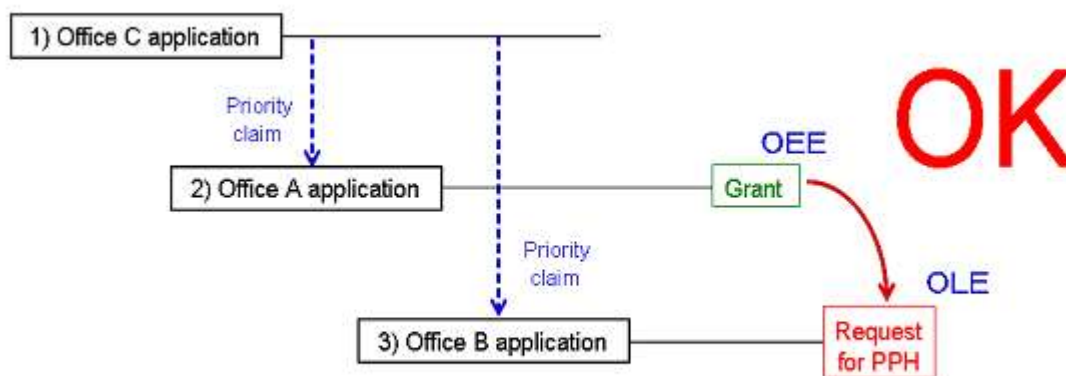 1) Office C application
OK
Priority
claim
OEE
2) Office A application
Grant
Priority
claim
OLE
3) Office B application
Request
for PPH